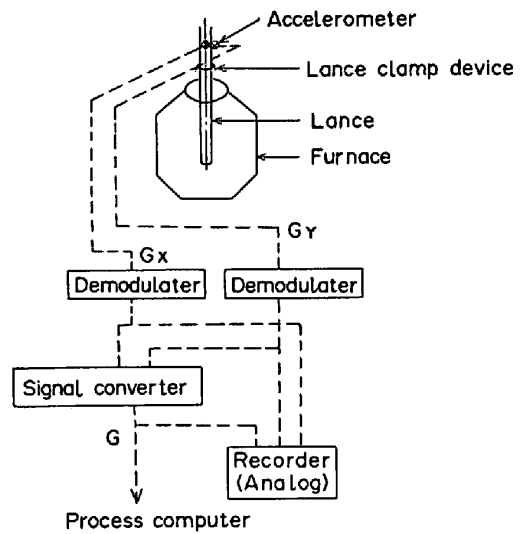 Accelerometer
Lance clamp device
Lance
Furnace
GY
GX
Demodulater
Demodulater
Signal converter
G
Recorder
(Analog)
Process computer